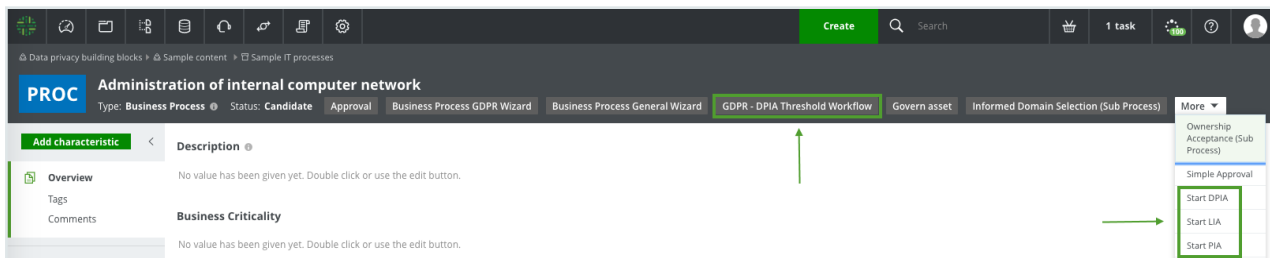 Create
Search
1 task
100
Data privacy building blocks
Sample content
Sample IT processes
PROC
Administration of internal computer network
Type: Business Process Status: Candidate
Approval
Business Process GDPR Wizard
Business Process General Wizard
GDPR - DPIA Threshold Workflow
Govern asset
Informed Domain Selection (Sub Process)
More
Ownership
Acceptance (Sub
Process)
Simple Approval
Start DPIA
Start LIA
Start PIA
Add characteristic
Overview
Tags
Comments
Description
No value has been given yet. Double click or use the edit button.
Business Criticality
No value has been given yet. Double click or use the edit button.